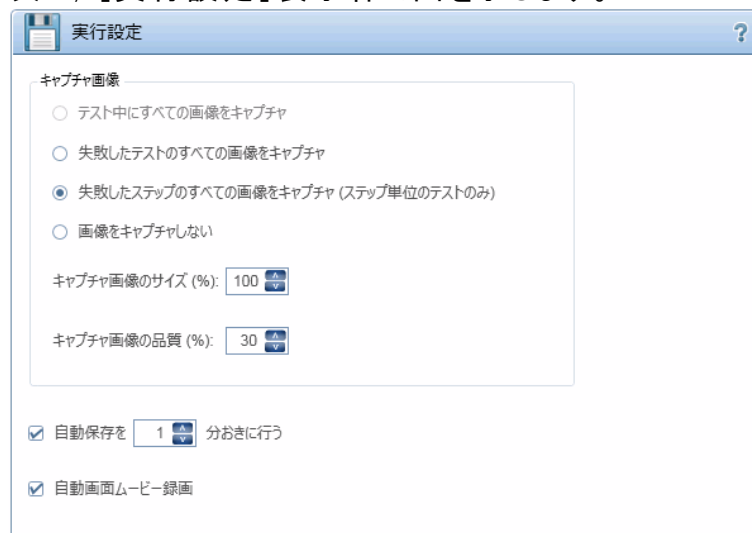 実行設定
?
キャプチャ画像
テスト中にすべての画像をキャプチャ
失敗したテストのすべての画像をキャプチャ
失敗したステップのすべての画像をキャプチャ (ステップ単位のテストのみ)
画像をキャプチャしない
キャプチャ画像のサイズ (%): 100
キャプチャ画像の品質 (%): 30
自動保存を 1 分おきに行う
自動画面ムービー録画